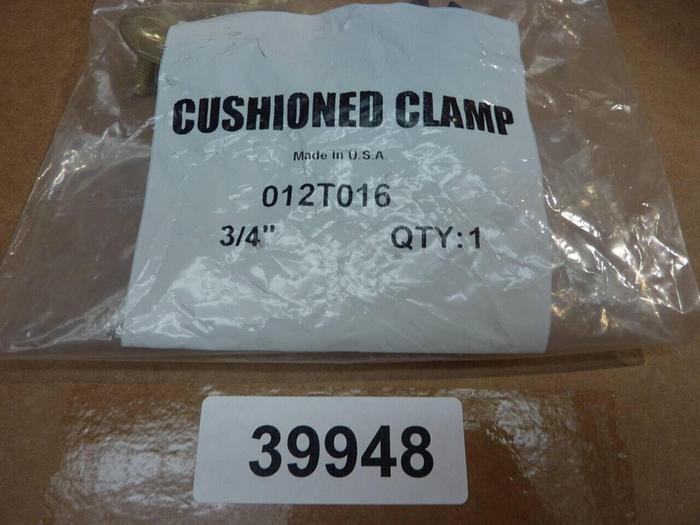 CUSHIONED CLAMP
Made In U.S.A.
012T016
3/4" QTY:1
39948